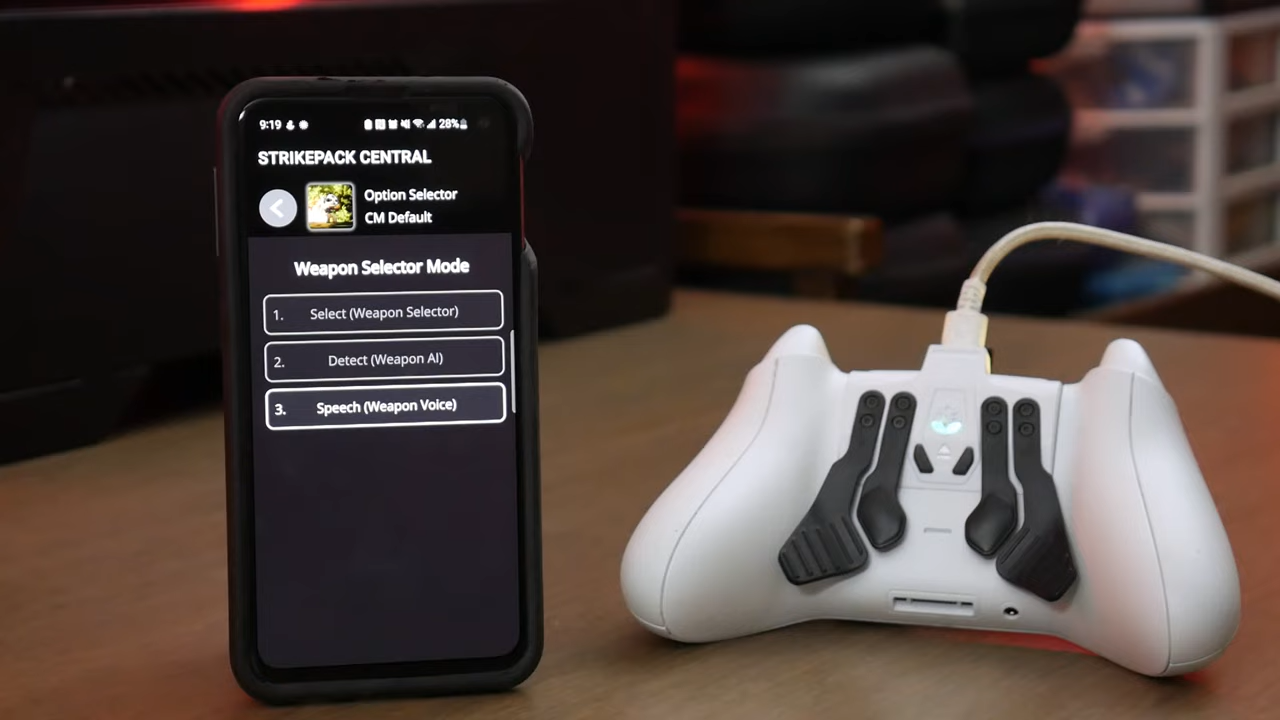 9:19
28%
STRIKEPACK CENTRAL
Option Selector
CM Default
Weapon Selector Mode
1. Select (Weapon Selector)
2. Detect (Weapon AI)
3. Speech (Weapon Voice)